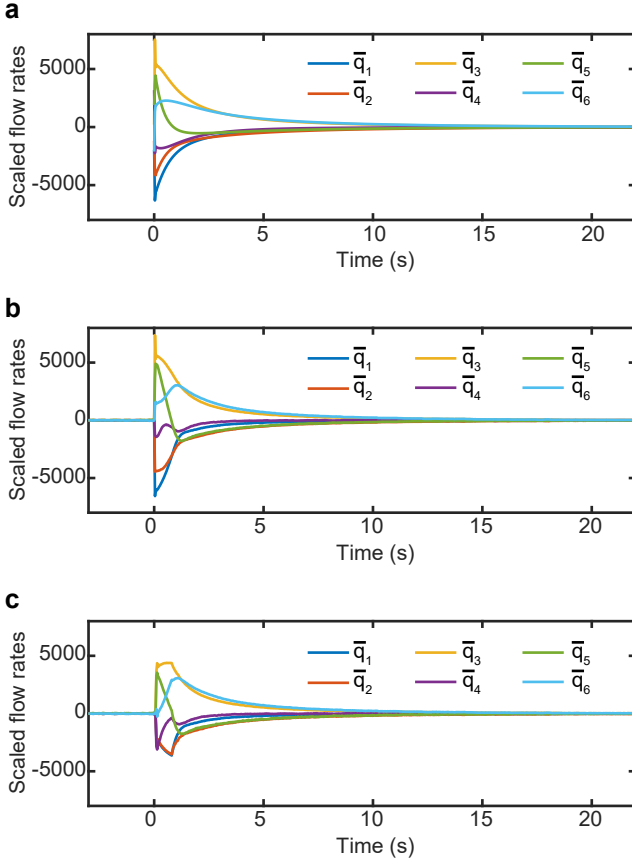 a
Scaled flow rates
5000
0
-5000
q̅₁ q̅₃ q̅₅
q̅₂ q̅₄ q̅₆
0 5 10 15 20
Time (s)
b
Scaled flow rates
5000
0
-5000
q̅₁ q̅₃ q̅₅
q̅₂ q̅₄ q̅₆
0 5 10 15 20
Time (s)
c
Scaled flow rates
5000
0
-5000
q̅₁ q̅₃ q̅₅
q̅₂ q̅₄ q̅₆
0 5 10 15 20
Time (s)